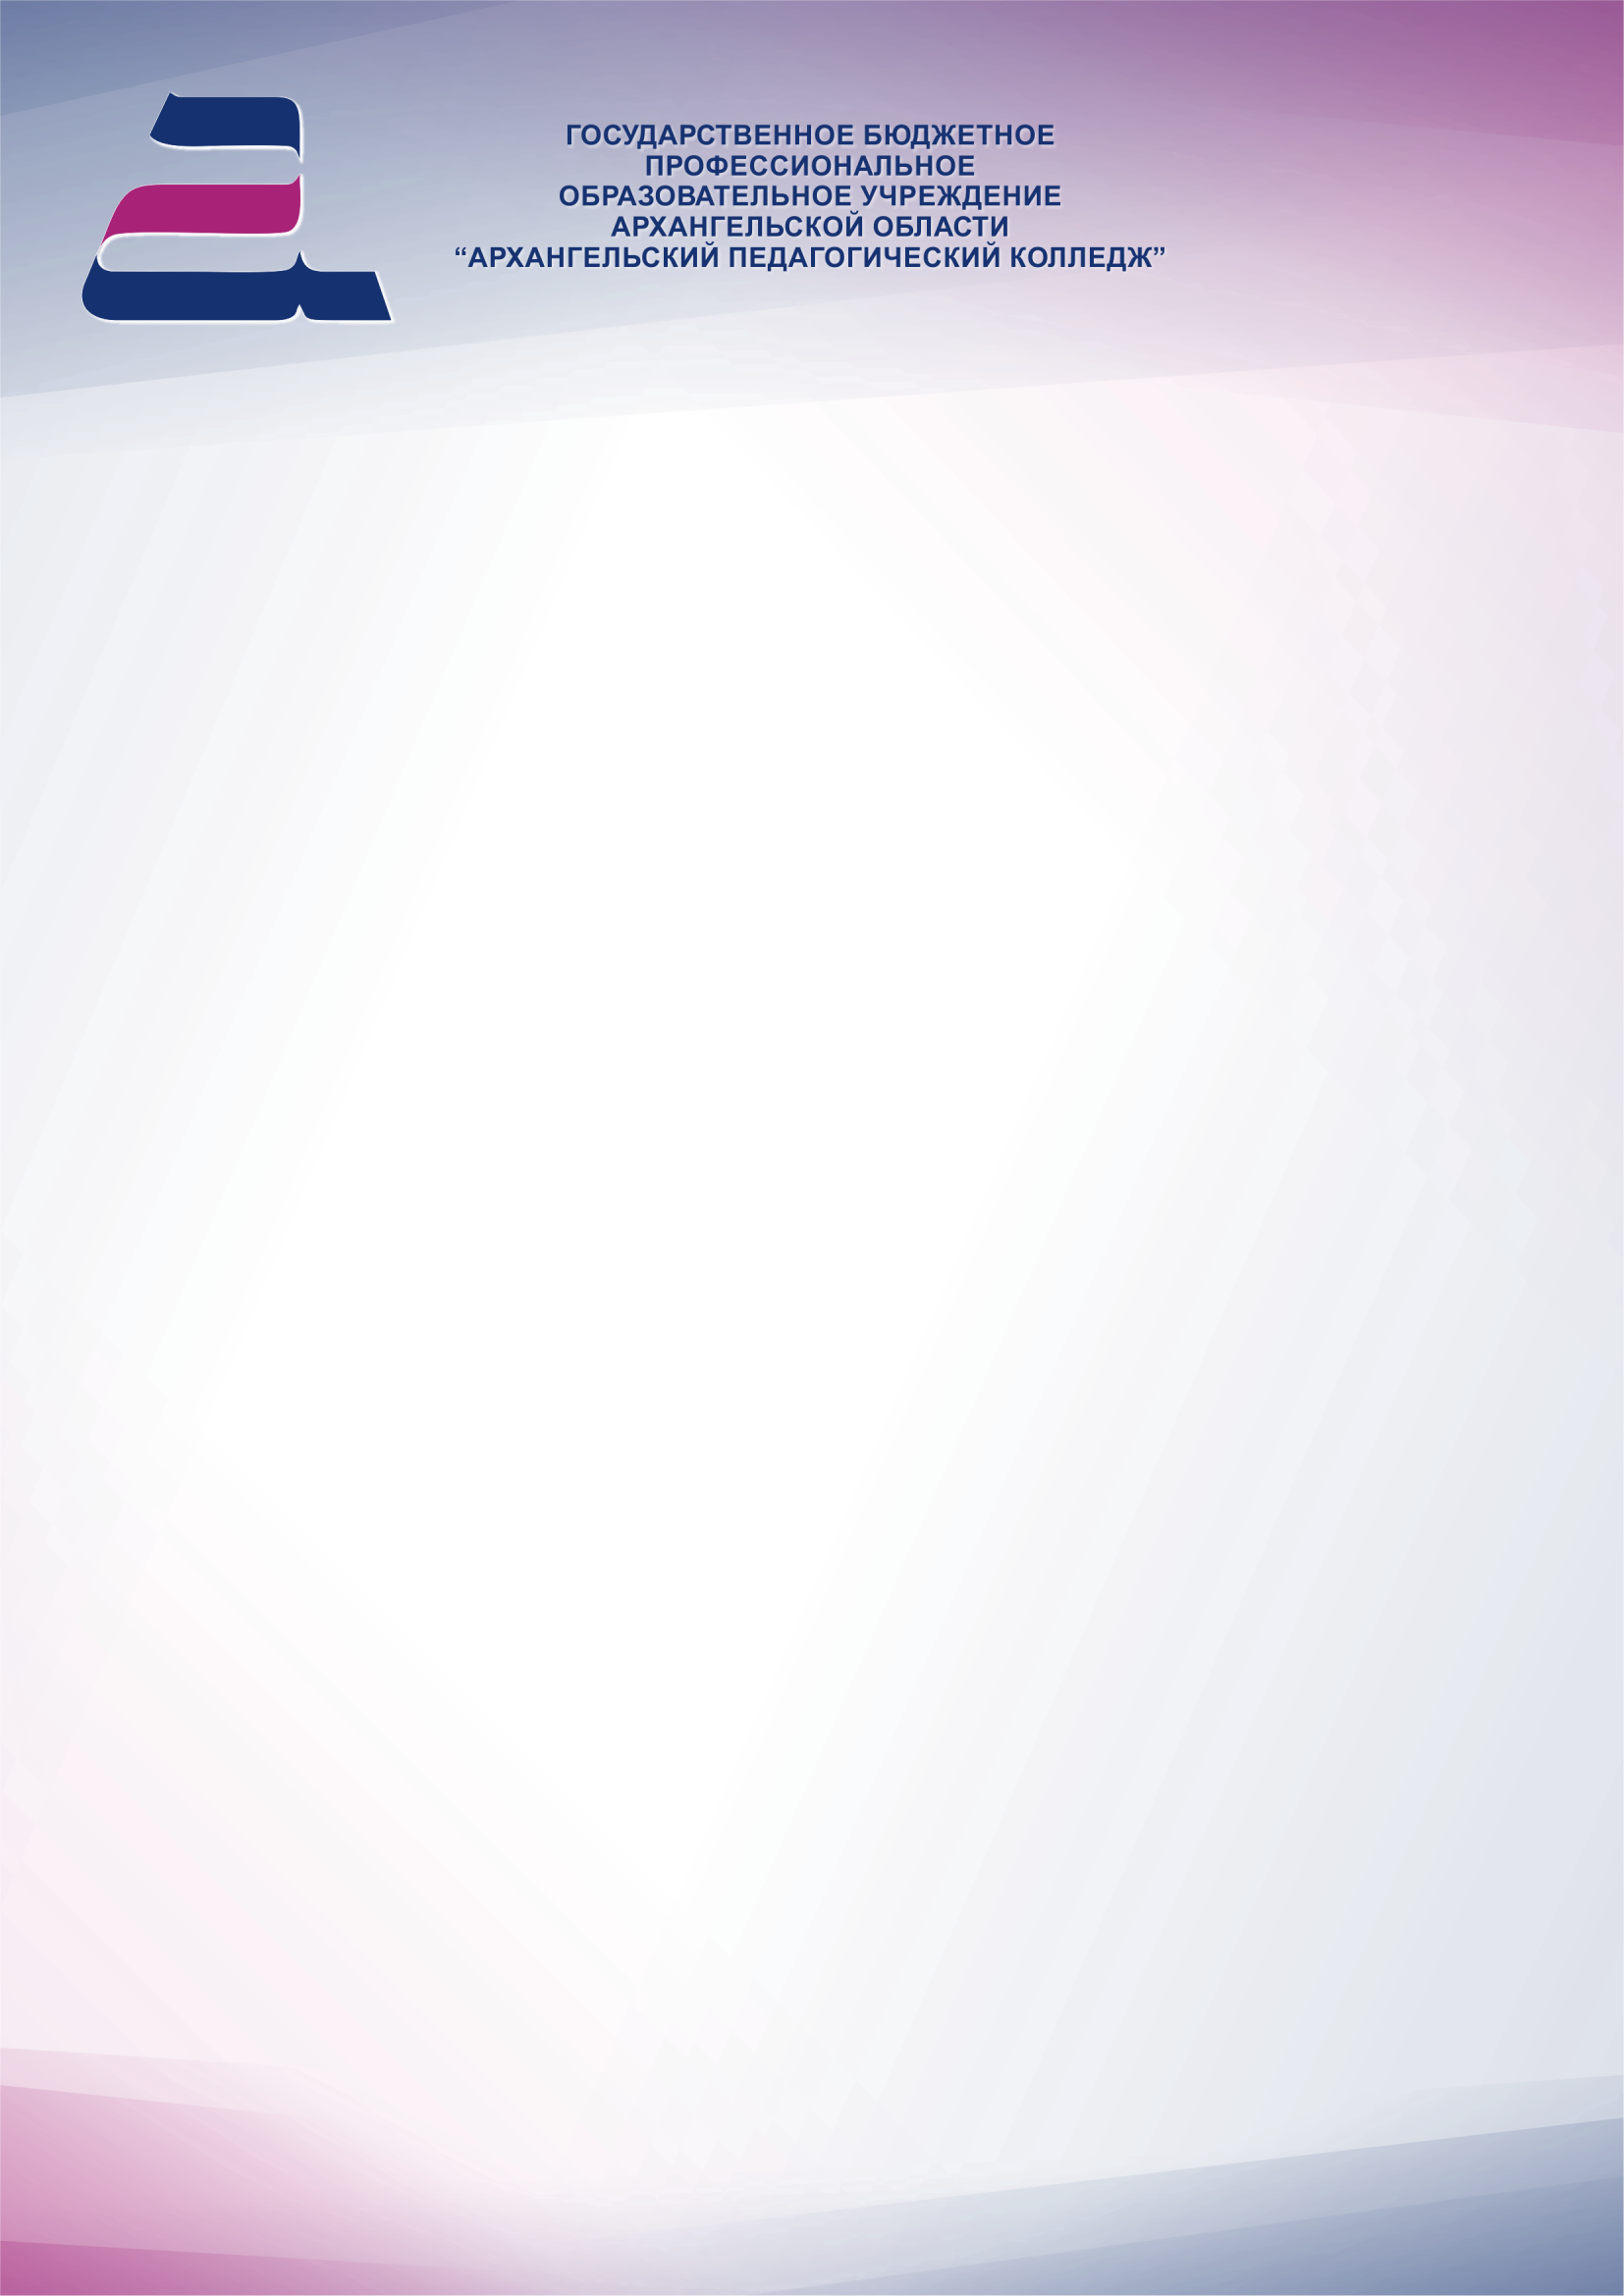 ГОСУДАРСТВЕННОЕ БЮДЖЕТНОЕ
ПРОФЕССИОНАЛЬНОЕ
ОБРАЗОВАТЕЛЬНОЕ УЧРЕЖДЕНИЕ
АРХАНГЕЛЬСКОЙ ОБЛАСТИ
“АРХАНГЕЛЬСКИЙ ПЕДАГОГИЧЕСКИЙ КОЛЛЕДЖ”